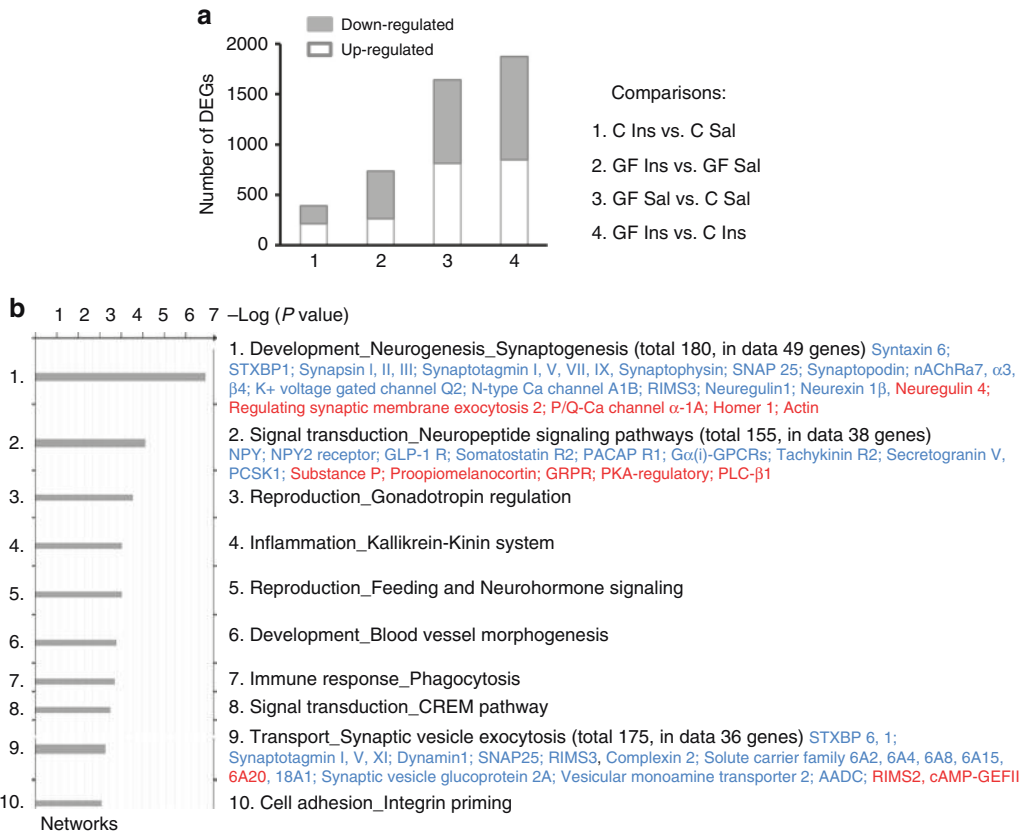 a
Down-regulated
Up-regulated
2000
1500
1000
500
0
Number of DEGs
1 2 3 4
Comparisons:
1. C Ins vs. C Sal
2. GF Ins vs. GF Sal
3. GF Sal vs. C Sal
4. GF Ins vs. C Ins
b
1 2 3 4 5 6 7 –Log (P value)
1.
1. Development_Neurogenesis_Synaptogenesis (total 180, in data 49 genes) Syntaxin 6;
STXBP1; Synapsin I, II, III; Synaptotagmin I, V, VII, IX, Synaptophysin; SNAP 25; Synaptopodin; nAChRa7, α3,
β4; K+ voltage gated channel Q2; N-type Ca channel A1B; RIMS3; Neuregulin1; Neurexin 1β, Neuregulin 4;
Regulating synaptic membrane exocytosis 2; P/Q-Ca channel α-1A; Homer 1; Actin
2.
2. Signal transduction_Neuropeptide signaling pathways (total 155, in data 38 genes)
NPY; NPY2 receptor; GLP-1 R; Somatostatin R2; PACAP R1; Gα(i)-GPCRs; Tachykinin R2; Secretogranin V,
PCSK1; Substance P; Proopiomelanocortin; GRPR; PKA-regulatory; PLC-β1
3.
3. Reproduction_Gonadotropin regulation
4.
4. Inflammation_Kallikrein-Kinin system
5.
5. Reproduction_Feeding and Neurohormone signaling
6.
6. Development_Blood vessel morphogenesis
7.
7. Immune response_Phagocytosis
8.
8. Signal transduction_CREM pathway
9.
9. Transport_Synaptic vesicle exocytosis (total 175, in data 36 genes) STXBP 6, 1;
Synaptotagmin I, V, XI; Dynamin1; SNAP25; RIMS3, Complexin 2; Solute carrier family 6A2, 6A4, 6A8, 6A15,
6A20, 18A1; Synaptic vesicle glucoprotein 2A; Vesicular monoamine transporter 2; AADC; RIMS2, cAMP-GEFII
10.
10. Cell adhesion_Integrin priming
Networks